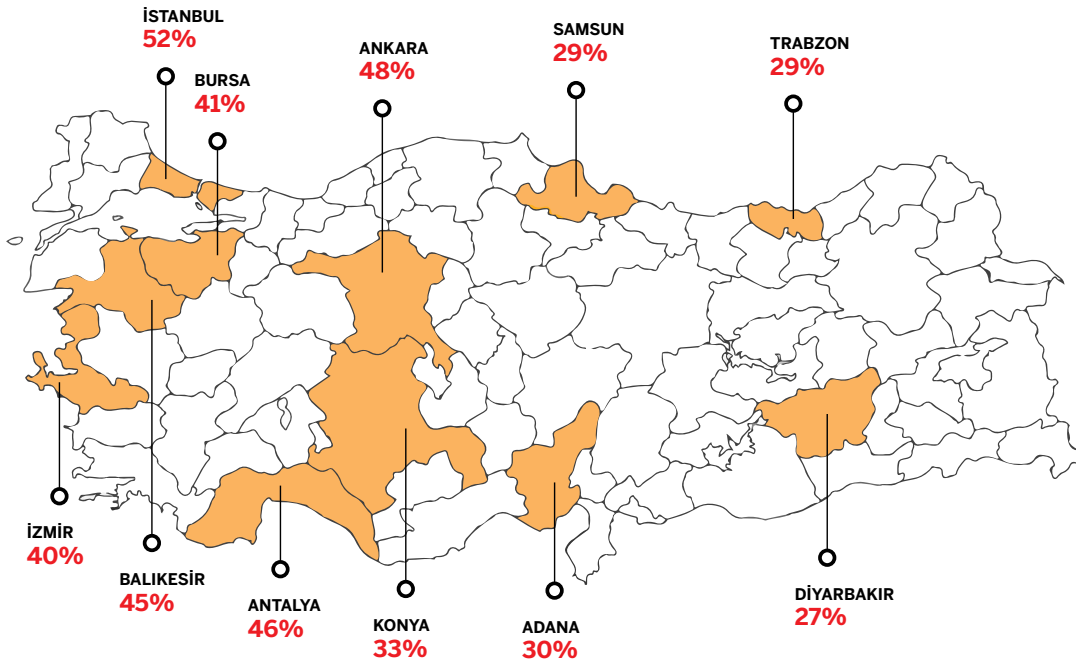 İSTANBUL
52%
BURSA
41%
ANKARA
48%
SAMSUN
29%
TRABZON
29%
İZMİR
40%
BALIKESİR
45%
ANTALYA
46%
KONYA
33%
ADANA
30%
DİYARBAKIR
27%